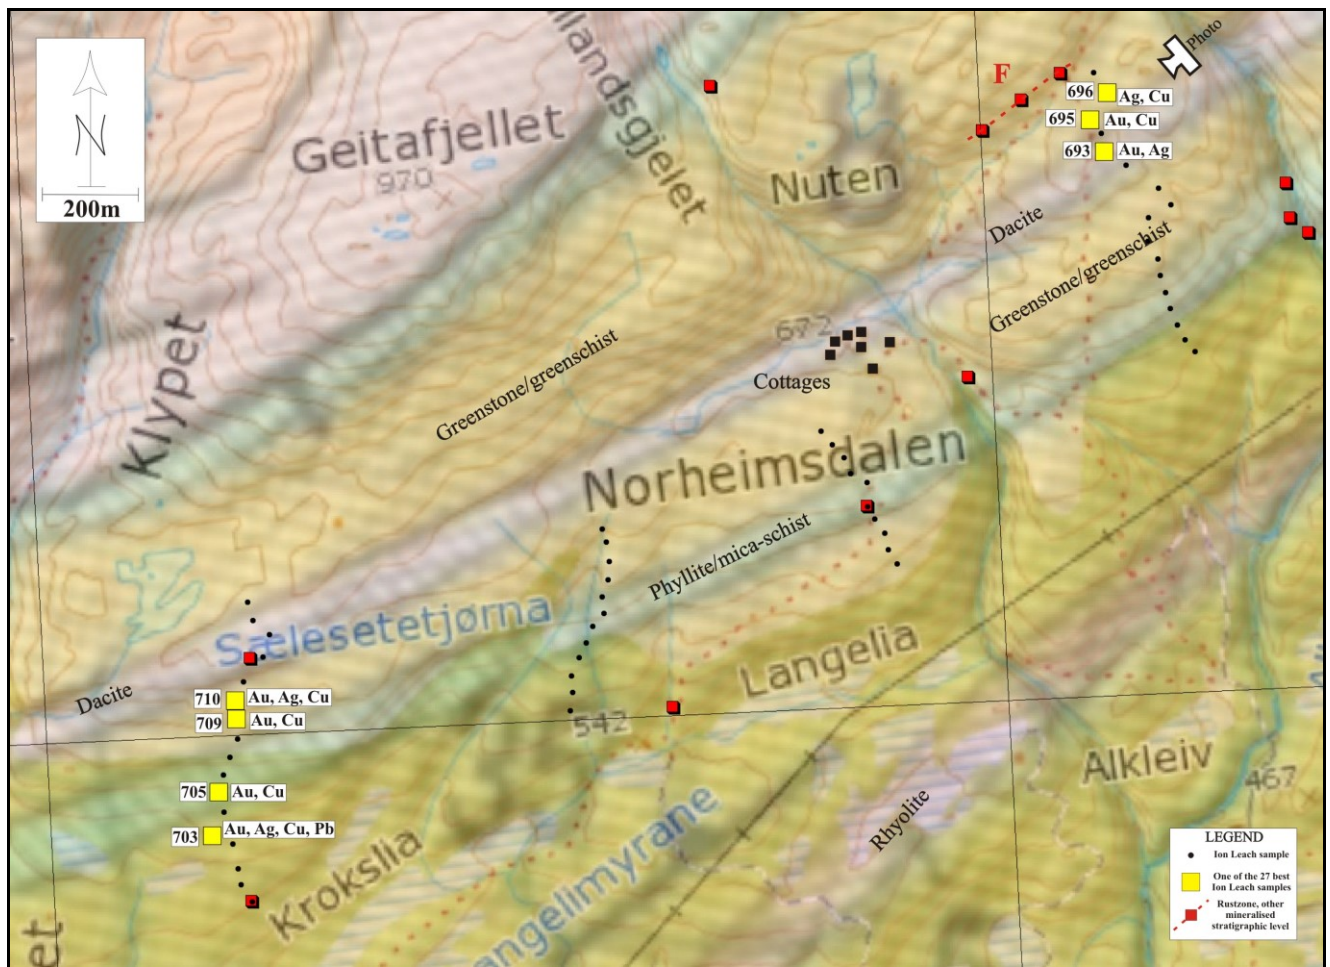 N
200m
Geitafjellet
970
llandsgjelet
Nuten
F
Photo
696
Ag, Cu
695
Au, Cu
693
Au, Ag
Dacite
Greenstone/greenschist
Klypet
Greenstone/greenschist
672
Cottages
Norheimsdalen
Phyllite/mica-schist
Sælesetetjørna
Langelia
Dacite
710
Au, Ag, Cu
709
Au, Cu
542
Alkleiv
467
705
Au, Cu
703
Au, Ag, Cu, Pb
Krokslia
angelimyrane
Rhyolite
et
LEGEND
Ion Leach sample
One of the 27 best
Ion Leach samples
Rustzone, other
mineralised
stratigraphic level